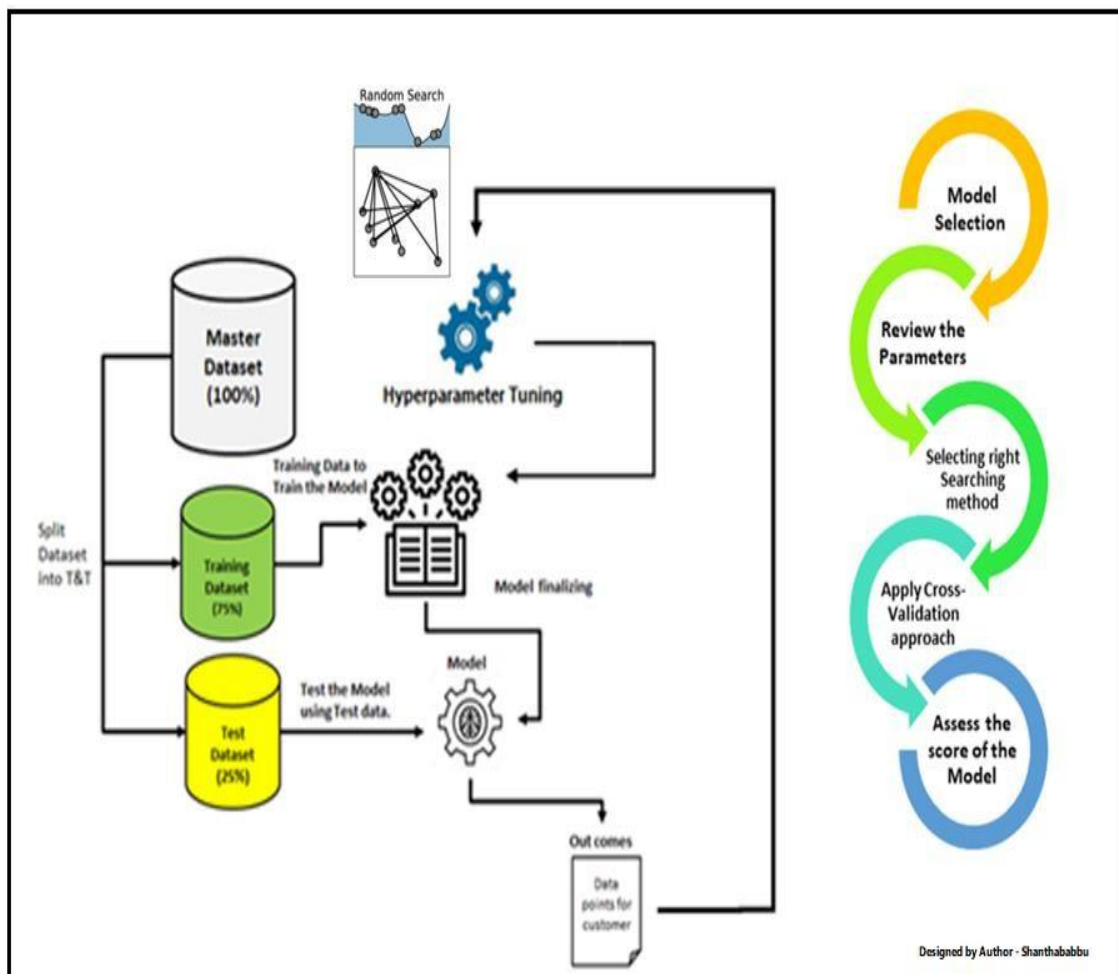 Random Search
Master
Dataset
(100%)
Hyperparameter Tuning
Training Data to
Train the Model
Split
Dataset
into T&T
Training
Dataset
(75%)
Model finalizing
Test the Model
using Test data.
Model
Test
Dataset
(25%)
Out comes
Data
points for
customer
Model
Selection
Review the
Parameters
Selecting right
Searching
method
Apply Cross-
Validation
approach
Assess the
score of the
Model
Designed by Author - Shanthababbu